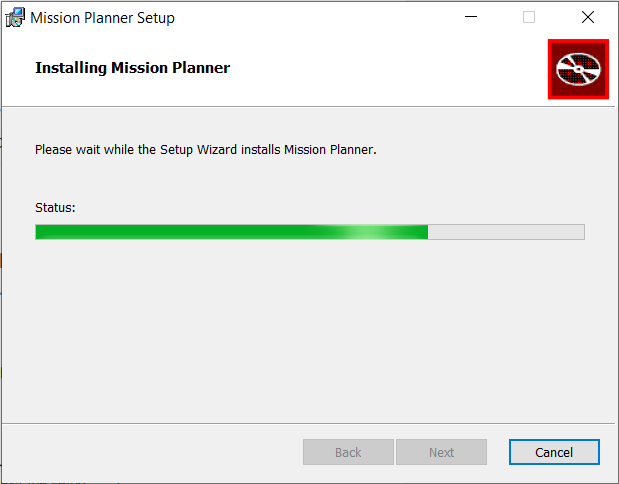 Mission Planner Setup
Installing Mission Planner
Please wait while the Setup Wizard installs Mission Planner.
Status:
Back
Next
Cancel